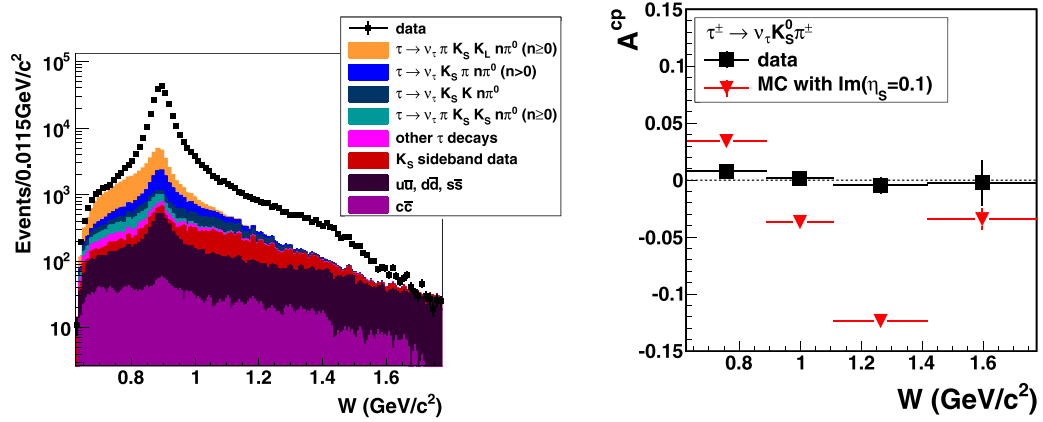 Events/0.0115GeV/c²
10⁵
10⁴
10³
10²
10
0.8
1
1.2
1.4
1.6
W (GeV/c²)
data
τ → ν_τ π K_S K_L nπ⁰ (n≥0)
τ → ν_τ K_S π nπ⁰ (n>0)
τ → ν_τ K_S K nπ⁰
τ → ν_τ K_S K_S nπ⁰ (n≥0)
other τ decays
K_S sideband data
uu̅, dd̅, ss̅
cc̅
A^cp
0.15
0.1
0.05
0
-0.05
-0.1
-0.15
τ± → ν_τ K⁰_S π±
data
MC with Im(η_S=0.1)
0.8
1
1.2
1.4
1.6
W (GeV/c²)